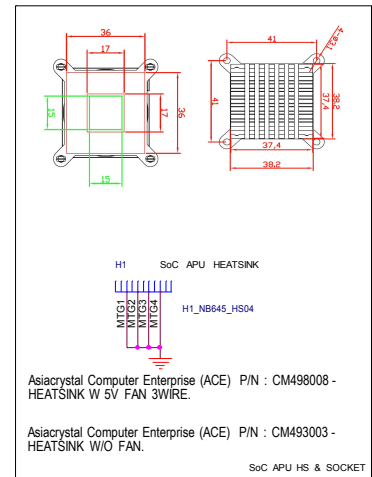 36
17
15
17
36
15
41
4-ø3.1
41
37,4
38,2
37,4
38,2
H1 SoC APU HEATSINK
MTG1
MTG2
MTG3
MTG4
H1_NB645_HS04
Asiacrystal Computer Enterprise (ACE) P/N : CM498008 -
HEATSINK W 5V FAN 3WIRE.
Asiacrystal Computer Enterprise (ACE) P/N : CM493003 -
HEATSINK W/O FAN.
SoC APU HS & SOCKET